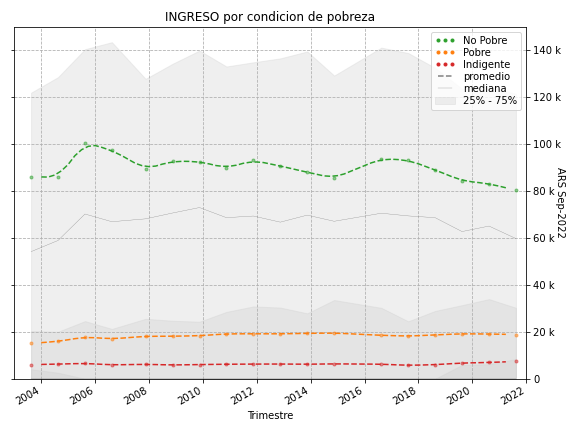 INGRESO por condicion de pobreza
No Pobre
Pobre
Indigente
promedio
mediana
25% - 75%
140 k
120 k
100 k
80 k
60 k
40 k
20 k
0
ARS Sep-2022
2004
2006
2008
2010
2012
2014
2016
2018
2020
2022
Trimestre